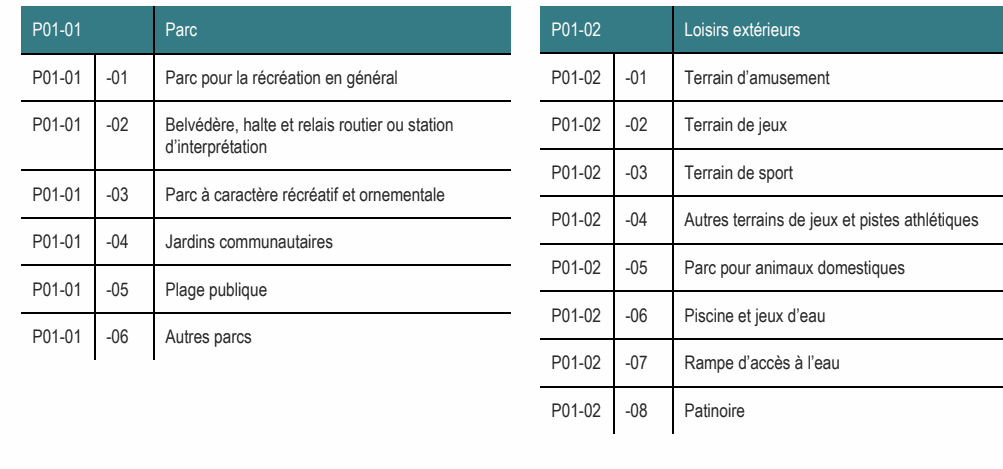 P01-01 Parc
P01-01 -01 Parc pour la récréation en général
P01-01 -02 Belvédère, halte et relais routier ou station
d’interprétation
P01-01 -03 Parc à caractère récréatif et ornementale
P01-01 -04 Jardins communautaires
P01-01 -05 Plage publique
P01-01 -06 Autres parcs
P01-02 Loisirs extérieurs
P01-02 -01 Terrain d’amusement
P01-02 -02 Terrain de jeux
P01-02 -03 Terrain de sport
P01-02 -04 Autres terrains de jeux et pistes athlétiques
P01-02 -05 Parc pour animaux domestiques
P01-02 -06 Piscine et jeux d’eau
P01-02 -07 Rampe d’accès à l’eau
P01-02 -08 Patinoire